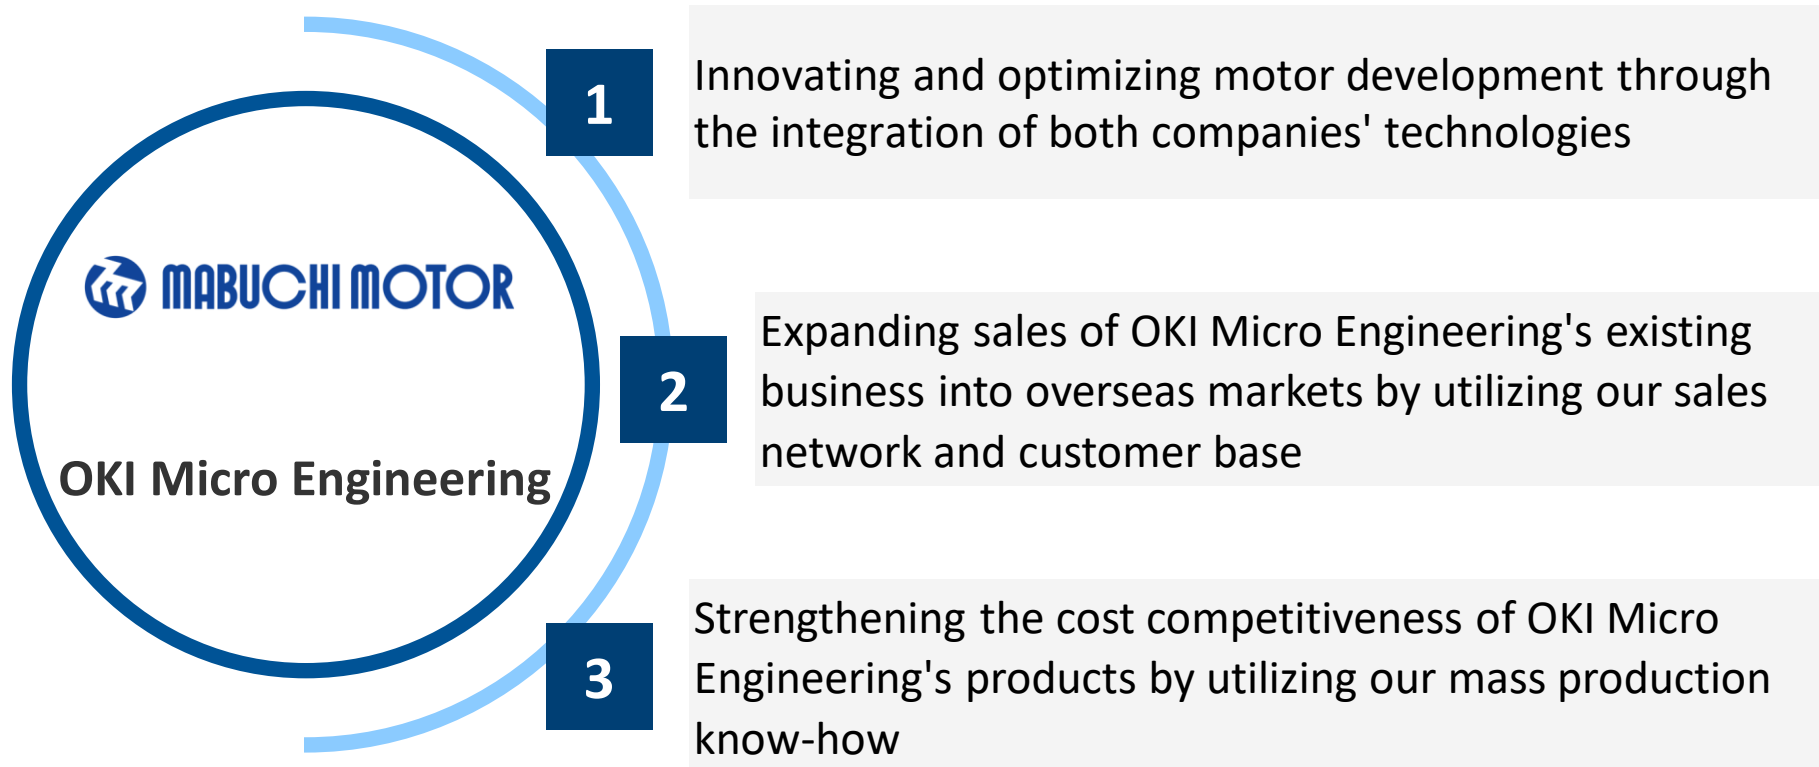 MABUCHI MOTOR
OKI Micro Engineering
1
Innovating and optimizing motor development through
the integration of both companies' technologies
2
Expanding sales of OKI Micro Engineering's existing
business into overseas markets by utilizing our sales
network and customer base
3
Strengthening the cost competitiveness of OKI Micro
Engineering's products by utilizing our mass production
know-how